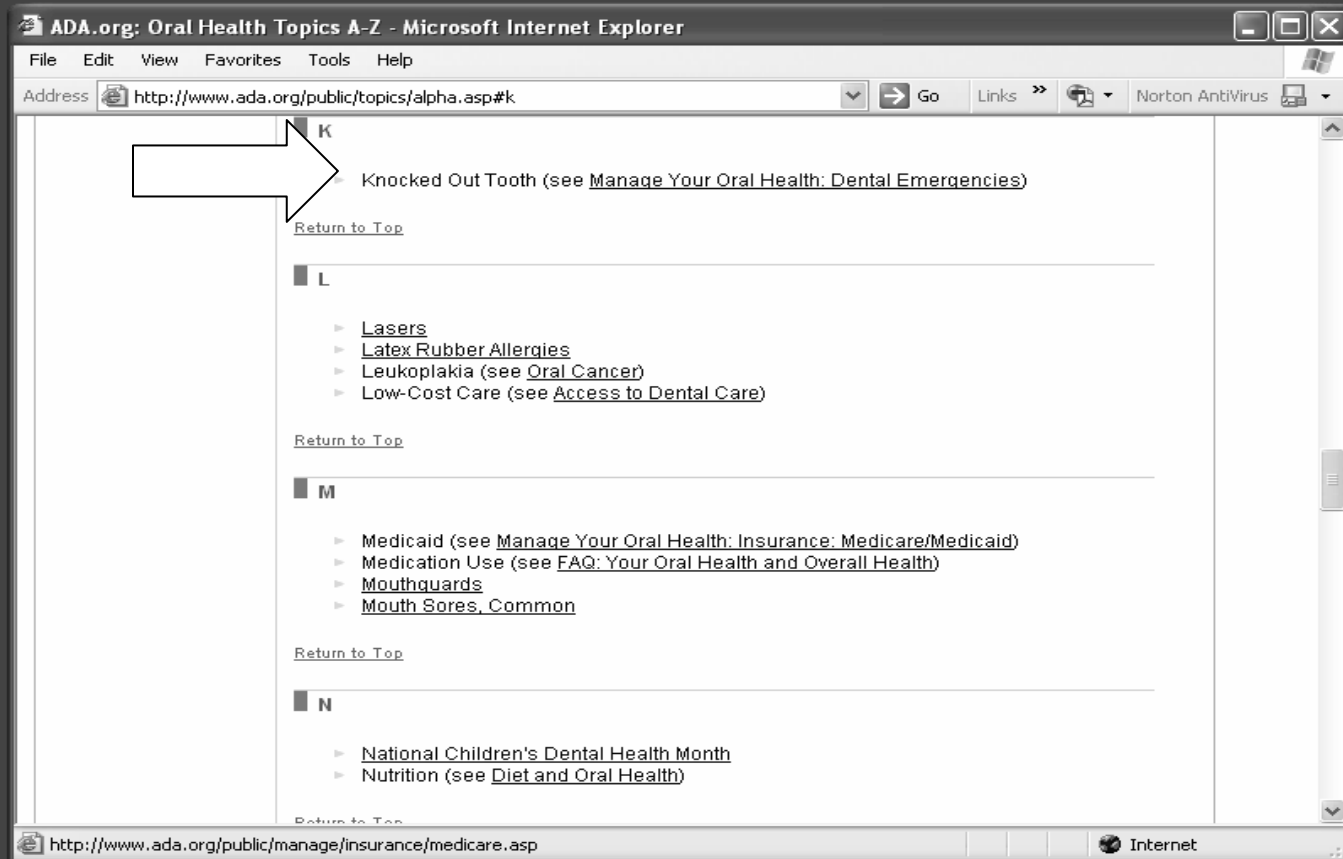 ADA.org: Oral Health Topics A-Z - Microsoft Internet Explorer
File Edit View Favorites Tools Help
Address http://www.ada.org/public/topics/alpha.asp#k Go Links » Norton AntiVirus
K
Knocked Out Tooth (see Manage Your Oral Health: Dental Emergencies)
Return to Top
L
Lasers
Latex Rubber Allergies
Leukoplakia (see Oral Cancer)
Low-Cost Care (see Access to Dental Care)
Return to Top
M
Medicaid (see Manage Your Oral Health: Insurance: Medicare/Medicaid)
Medication Use (see FAQ: Your Oral Health and Overall Health)
Mouthguards
Mouth Sores, Common
Return to Top
N
National Children's Dental Health Month
Nutrition (see Diet and Oral Health)
Return to Top
http://www.ada.org/public/manage/insurance/medicare.asp Internet